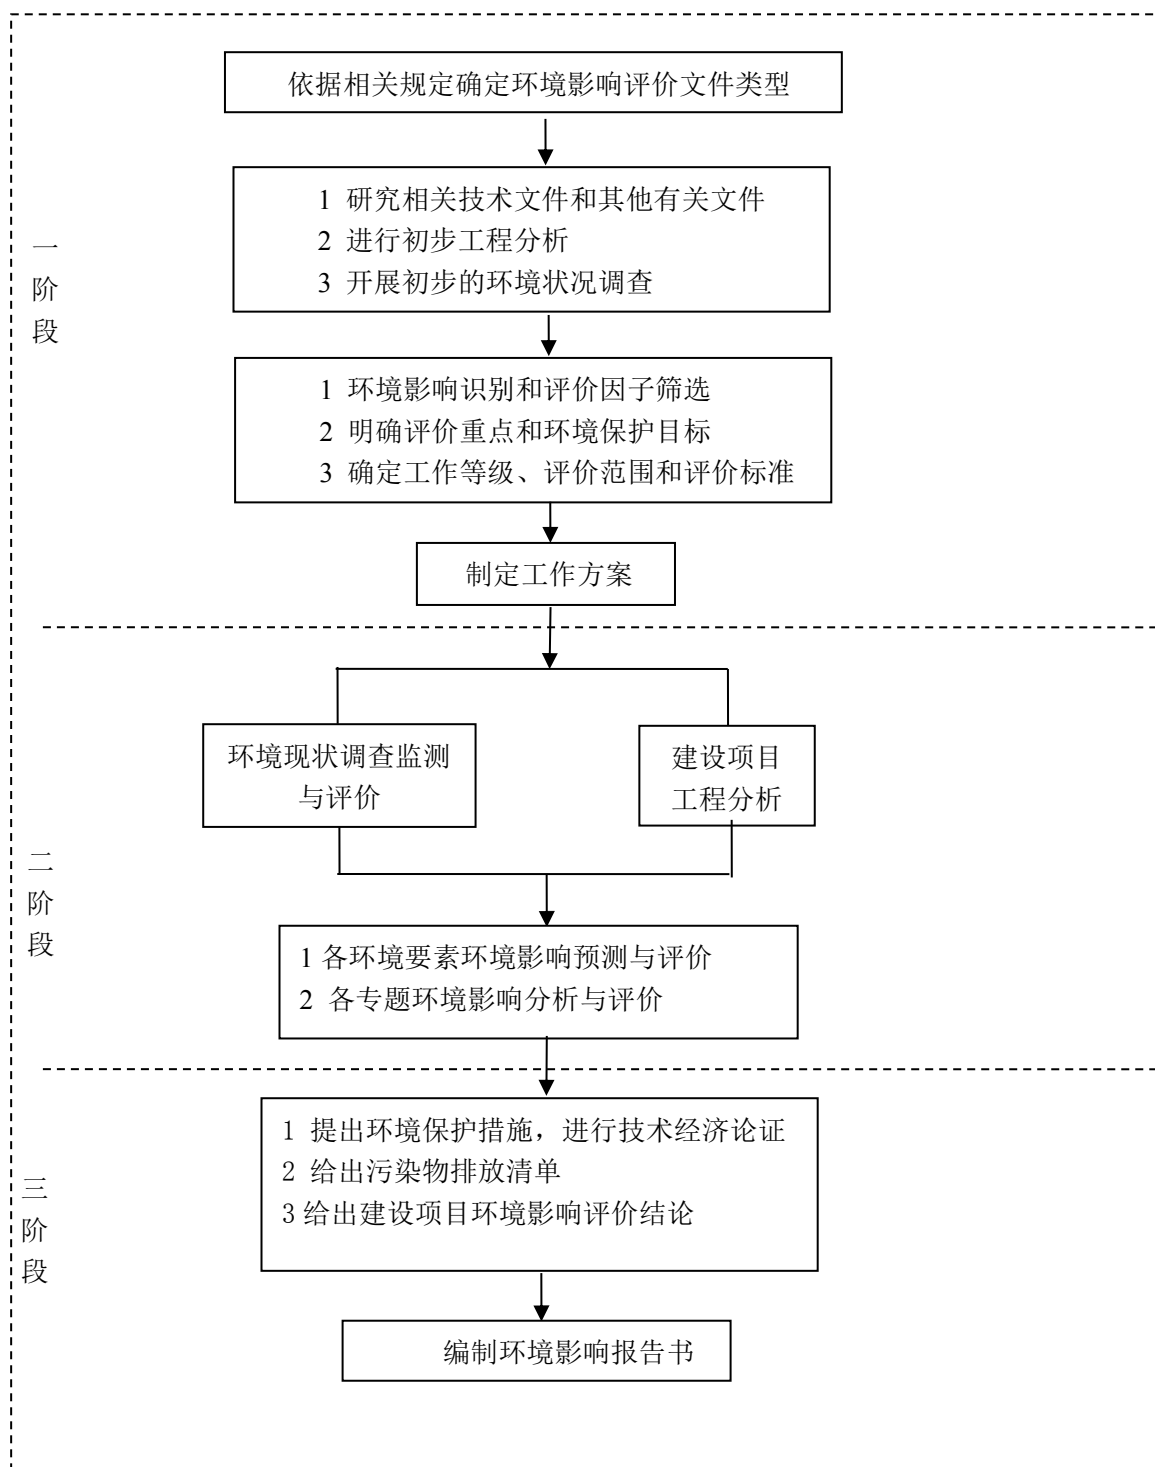 依据相关规定确定环境影响评价文件类型
1 研究相关技术文件和其他有关文件
2 进行初步工程分析
3 开展初步的环境状况调查
一
阶
段
1 环境影响识别和评价因子筛选
2 明确评价重点和环境保护目标
3 确定工作等级、评价范围和评价标准
制定工作方案
环境现状调查监测
与评价
建设项目
工程分析
二
阶
段
1 各环境要素环境影响预测与评价
2 各专题环境影响分析与评价
三
阶
段
1 提出环境保护措施，进行技术经济论证
2 给出污染物排放清单
3 给出建设项目环境影响评价结论
编制环境影响报告书